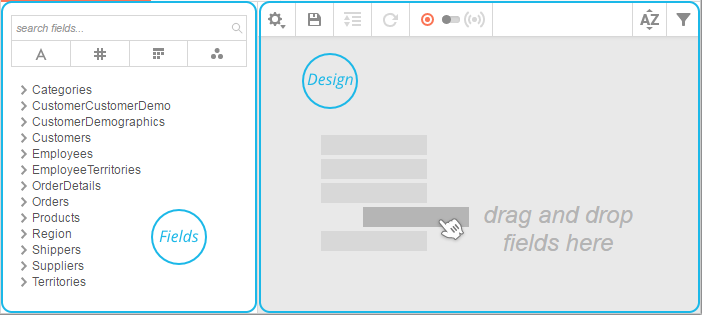 search fields...
A
#
Categories
CustomerCustomerDemo
CustomerDemographics
Customers
Employees
EmployeeTerritories
OrderDetails
Orders
Products
Region
Shippers
Suppliers
Territories
Fields
AZ
Design
drag and drop
fields here